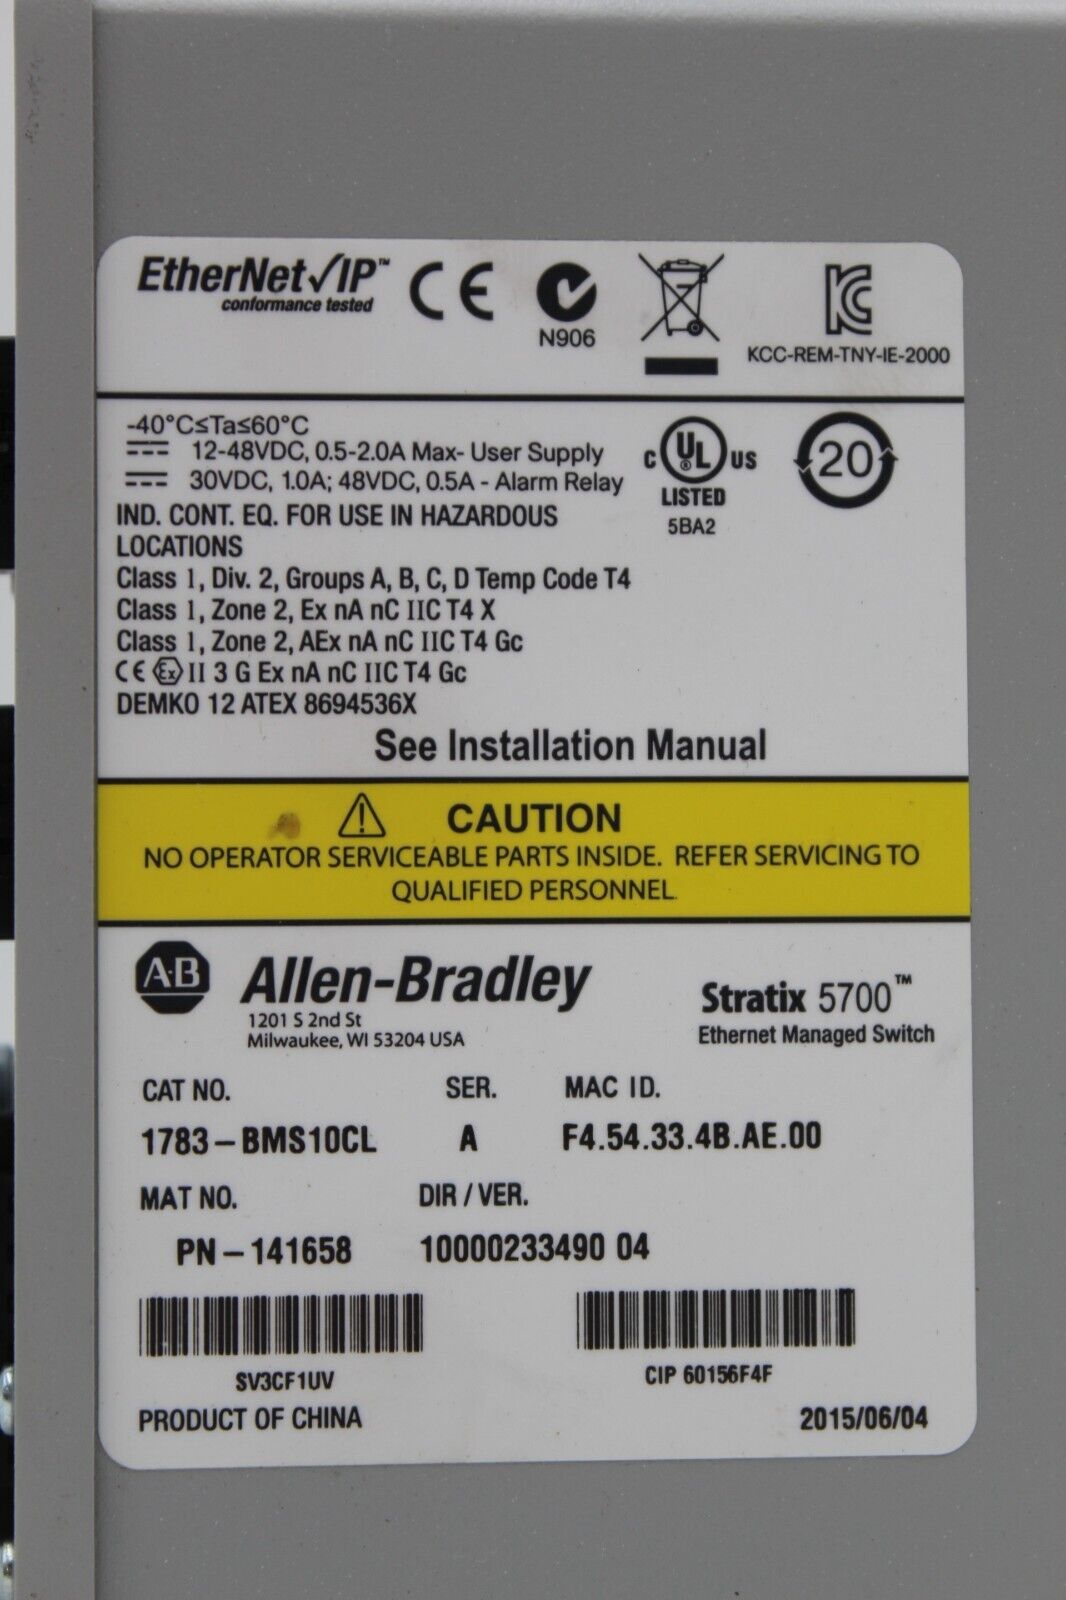 EtherNet/IP™
conformance tested
CE
N906
KC
KCC-REM-TNY-IE-2000
-40°C≤Ta≤60°C
12-48VDC, 0.5-2.0A Max- User Supply
30VDC, 1.0A; 48VDC, 0.5A - Alarm Relay
C UL® US
LISTED
5BA2
20
IND. CONT. EQ. FOR USE IN HAZARDOUS
LOCATIONS
Class 1, Div. 2, Groups A, B, C, D Temp Code T4
Class 1, Zone 2, Ex nA nC IIC T4 X
Class 1, Zone 2, AEx nA nC IIC T4 Gc
CE Ex II 3 G Ex nA nC IIC T4 Gc
DEMKO 12 ATEX 8694536X
See Installation Manual
CAUTION
NO OPERATOR SERVICEABLE PARTS INSIDE. REFER SERVICING TO
QUALIFIED PERSONNEL.
A·B Allen-Bradley
1201 S 2nd St
Milwaukee, WI 53204 USA
Stratix 5700™
Ethernet Managed Switch
CAT NO. SER. MAC ID.
1783-BMS10CL A F4.54.33.4B.AE.00
MAT NO. DIR / VER.
PN-141658 10000233490 04
SV3CF1UV
CIP 60156F4F
PRODUCT OF CHINA
2015/06/04